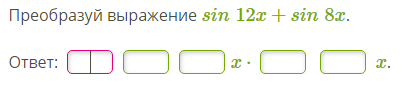 Преобразуй выражение sin 12x + sin 8x.
Ответ: x · x.